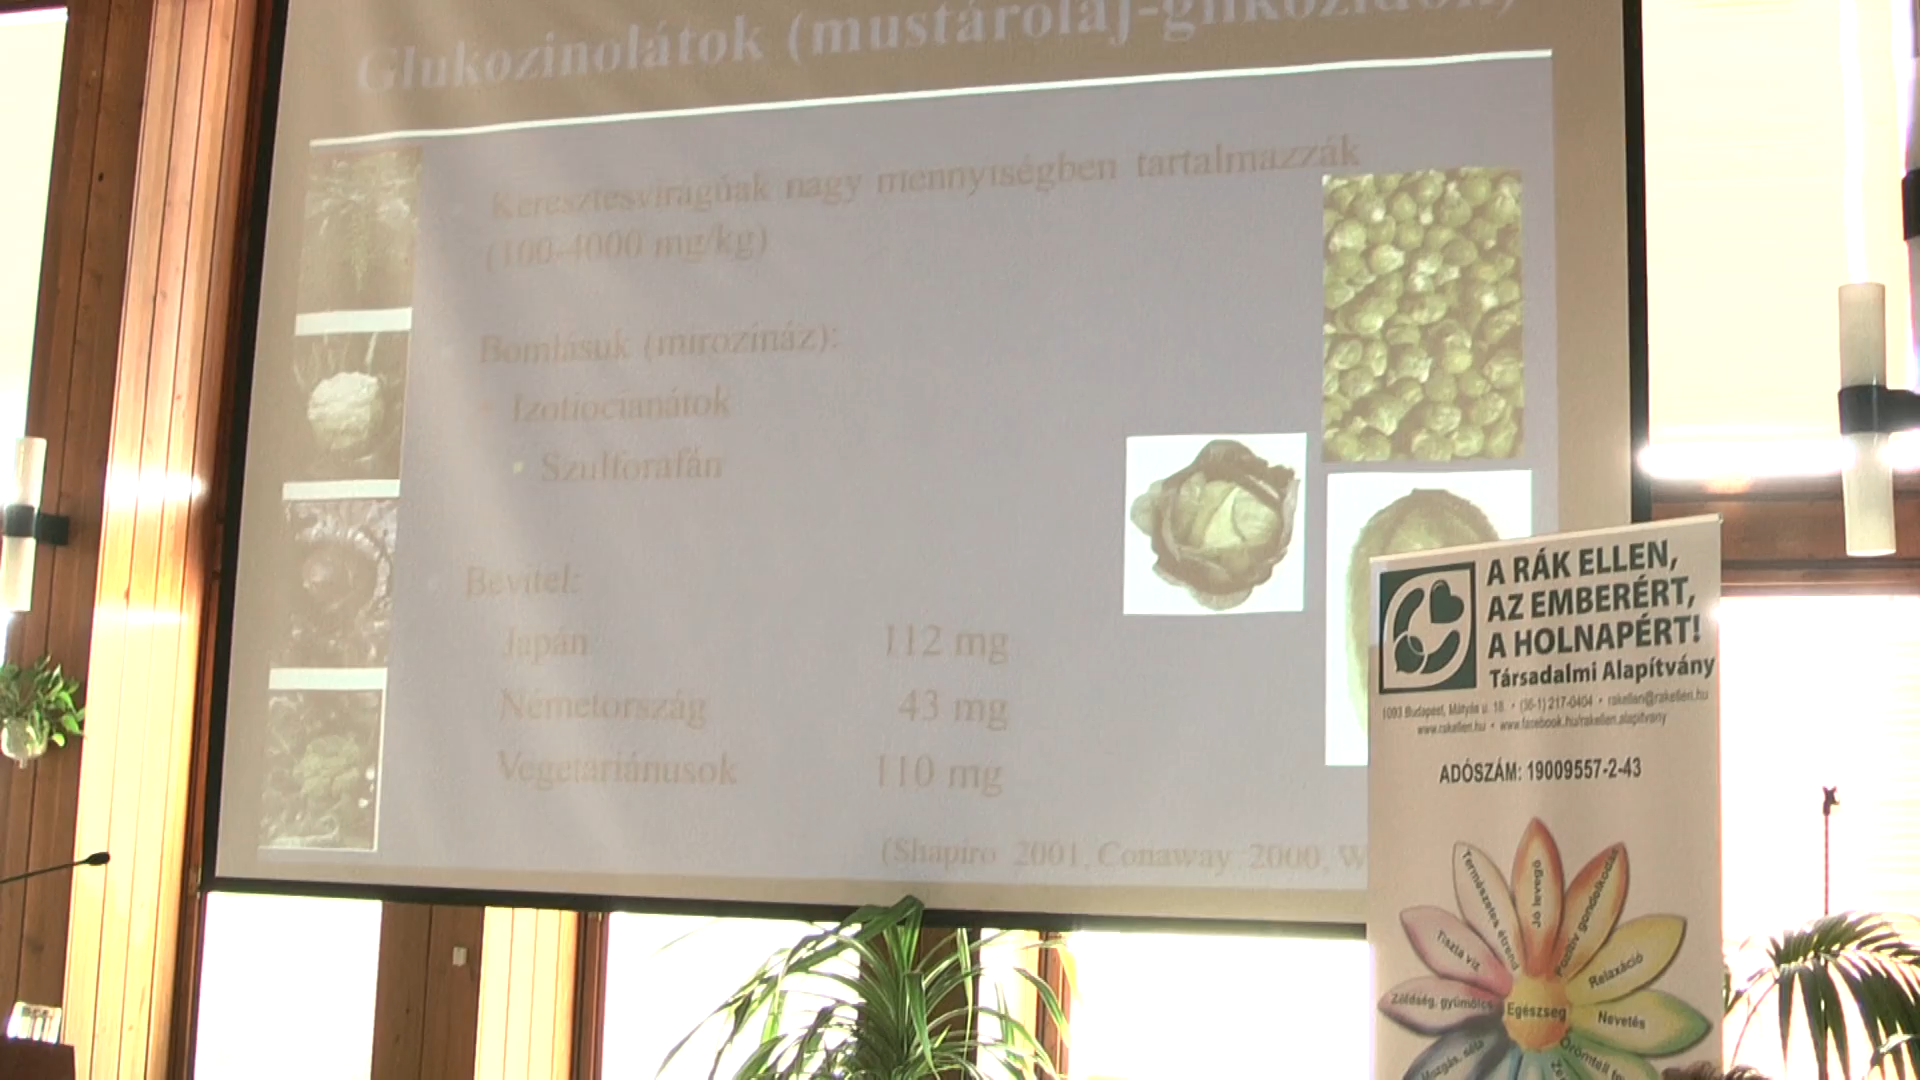 Glukozinolátok (mustárolaj-glikozidok)
Keresztesvirágúak nagy mennyiségben tartalmazzák
(100-4000 mg/kg)
Bomlásuk (mirozináz):
Izotiocianátok
Szulforafán
Bevitel:
Japán 112 mg
Németország 43 mg
Vegetariánusok 110 mg
(Shapiro 2001, Conaway, 2000, W
A RÁK ELLEN,
AZ EMBERÉRT,
A HOLNAPÉRT!
Társadalmi Alapítvány
1093 Budapest, Mátyás u. 18. • (36-1) 217-0404 • rakellen@rakellen.hu
www.rakellen.hu • www.facebook.hu/rakellen.alapitvany
ADÓSZÁM: 19009557-2-43
Természetes étrend
Jó levegő
Pozitív gondolkodás
Tiszta víz
Relaxáció
Zöldség, gyümölcs
Egészség
Nevetés
Mozgás, séta
Örömteli